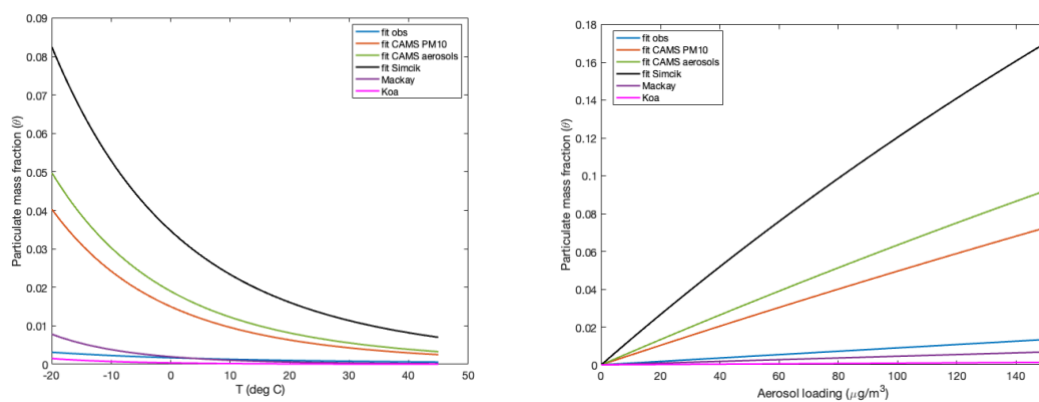 0.09
0.08
0.07
0.06
0.05
0.04
0.03
0.02
0.01
0
Particulate mass fraction (θ)
-20 -10 0 10 20 30 40 50
T (deg C)
fit obs
fit CAMS PM10
fit CAMS aerosols
fit Simcik
Mackay
Koa
0.18
0.16
0.14
0.12
0.1
0.08
0.06
0.04
0.02
0
Particulate mass fraction (θ)
0 20 40 60 80 100 120 140
Aerosol loading (μg/m³)
fit obs
fit CAMS PM10
fit CAMS aerosols
fit Simcik
Mackay
Koa